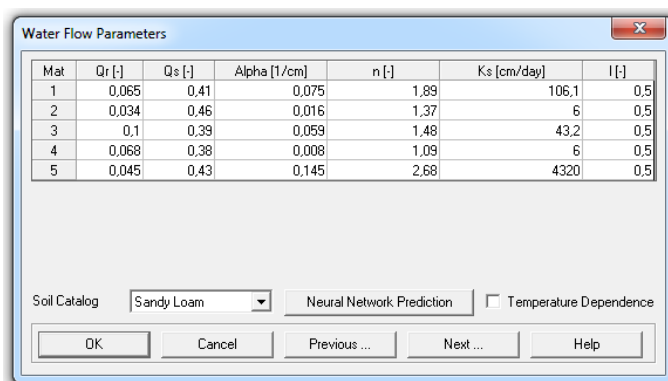 Water Flow Parameters
Mat Qr [-] Qs [-] Alpha [1/cm] n [-] Ks [cm/day] l [-]
1 0,065 0,41 0,075 1,89 106,1 0,5
2 0,034 0,46 0,016 1,37 6 0,5
3 0,1 0,39 0,059 1,48 43,2 0,5
4 0,068 0,38 0,008 1,09 6 0,5
5 0,045 0,43 0,145 2,68 4320 0,5
Soil Catalog Sandy Loam Neural Network Prediction Temperature Dependence
OK Cancel Previous ... Next ... Help